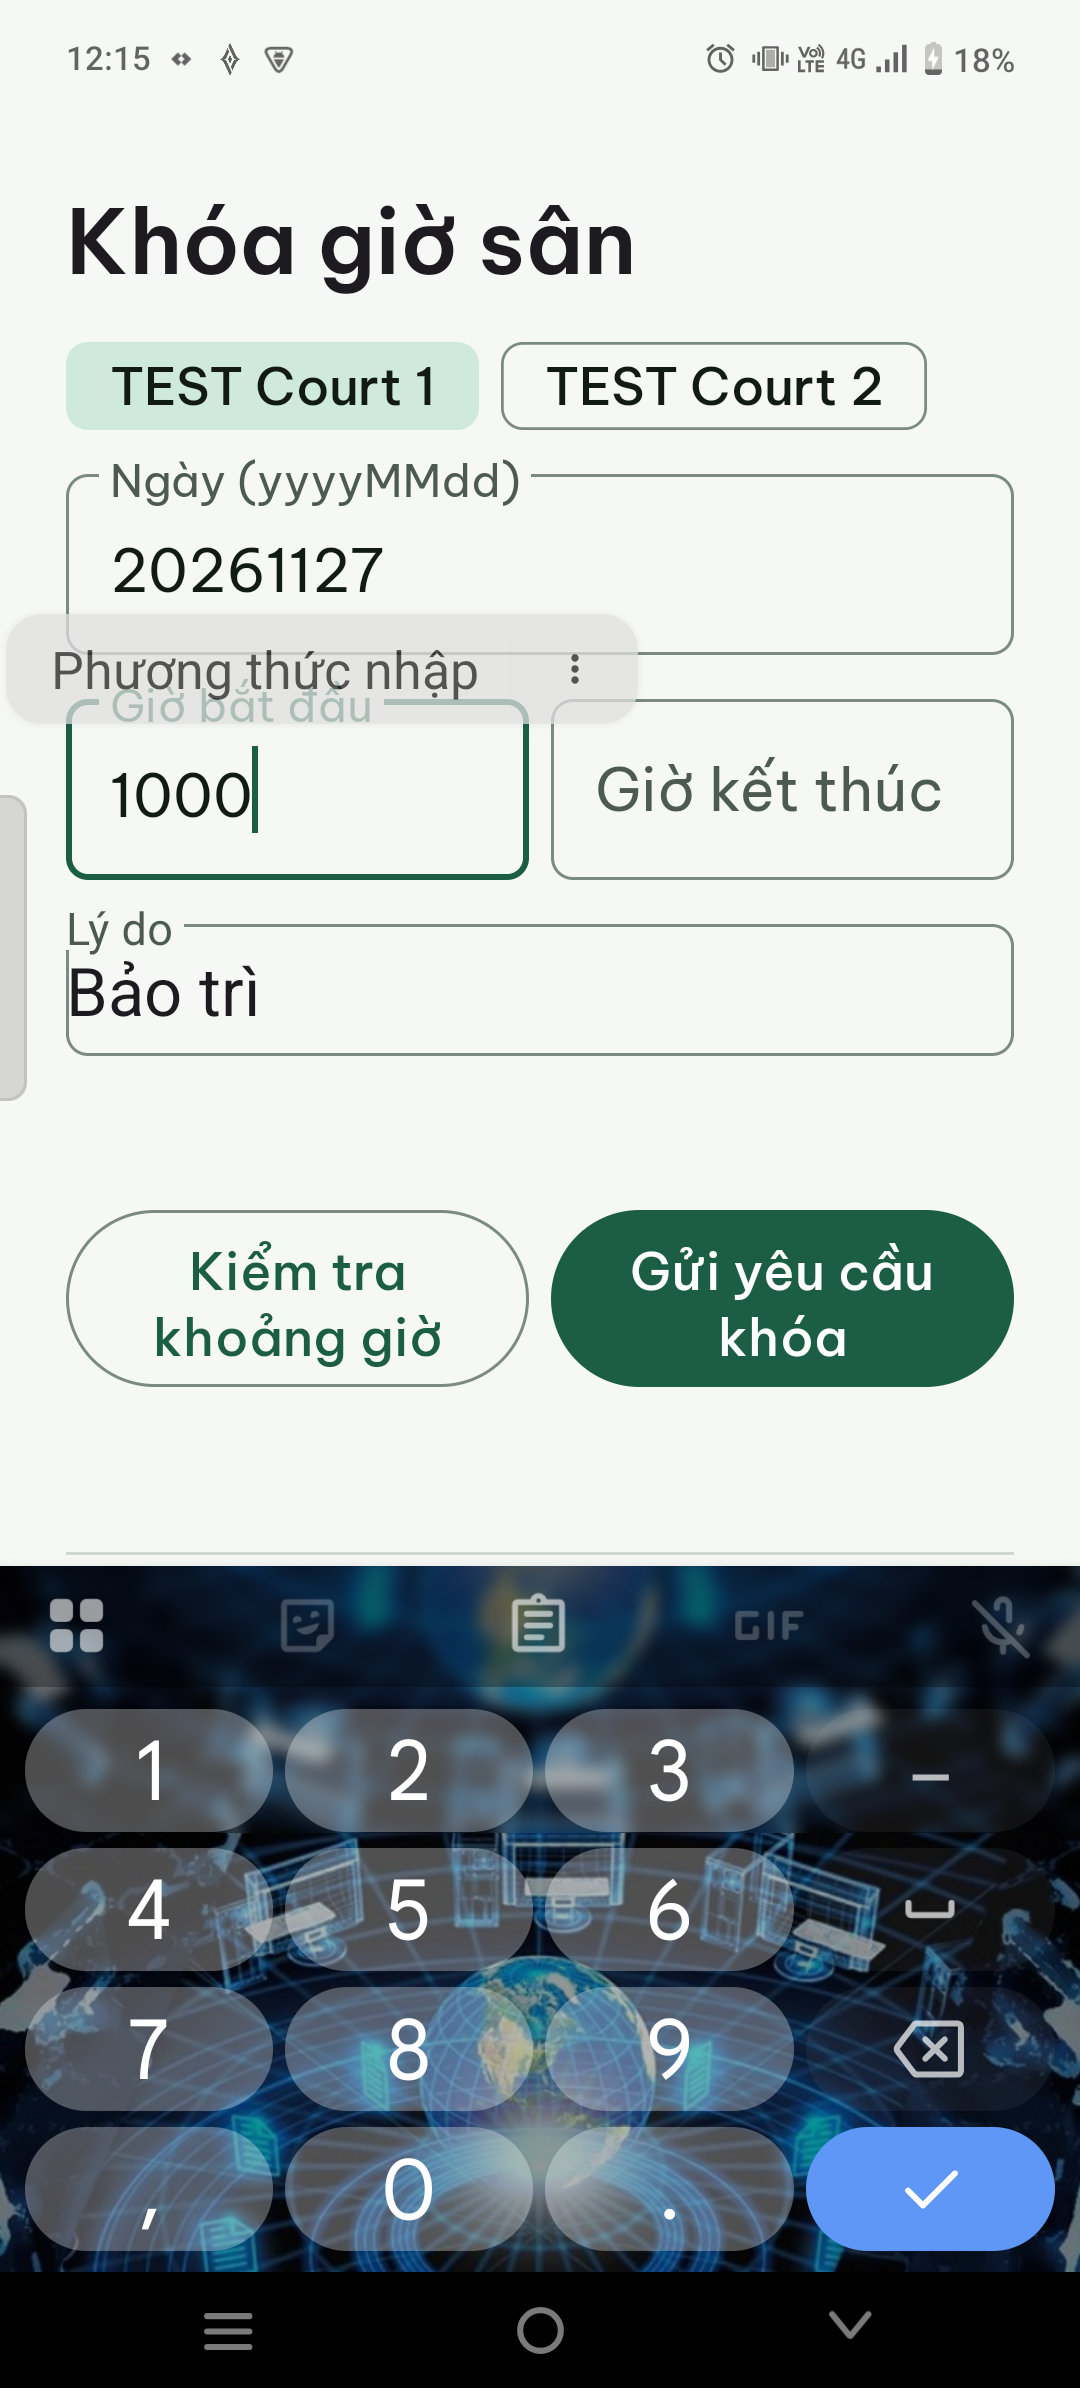 12:15 VoLTE 4G 18%
Khóa giờ sân
TEST Court 1 TEST Court 2
Ngày (yyyyMMdd)
20261127
Phương thức nhập
Giờ bắt đầu
1000 Giờ kết thúc
Lý do
Bảo trì
Kiểm tra
khoảng giờ
Gửi yêu cầu
khóa
GIF
1 2 3 –
4 5 6
7 8 9
, 0 .